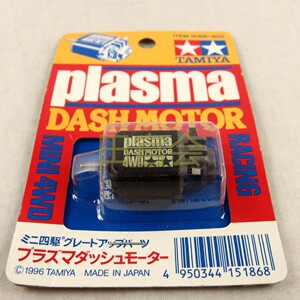 TAMIYA
plasma
DASH MOTOR
MINI 4WD
RACING
plasma
DASH MOTOR
4WD
ミニ四駆グレードアップパーツ
プラズマダッシュモーター
©1996 TAMIYA MADE IN JAPAN
4 950344 151868